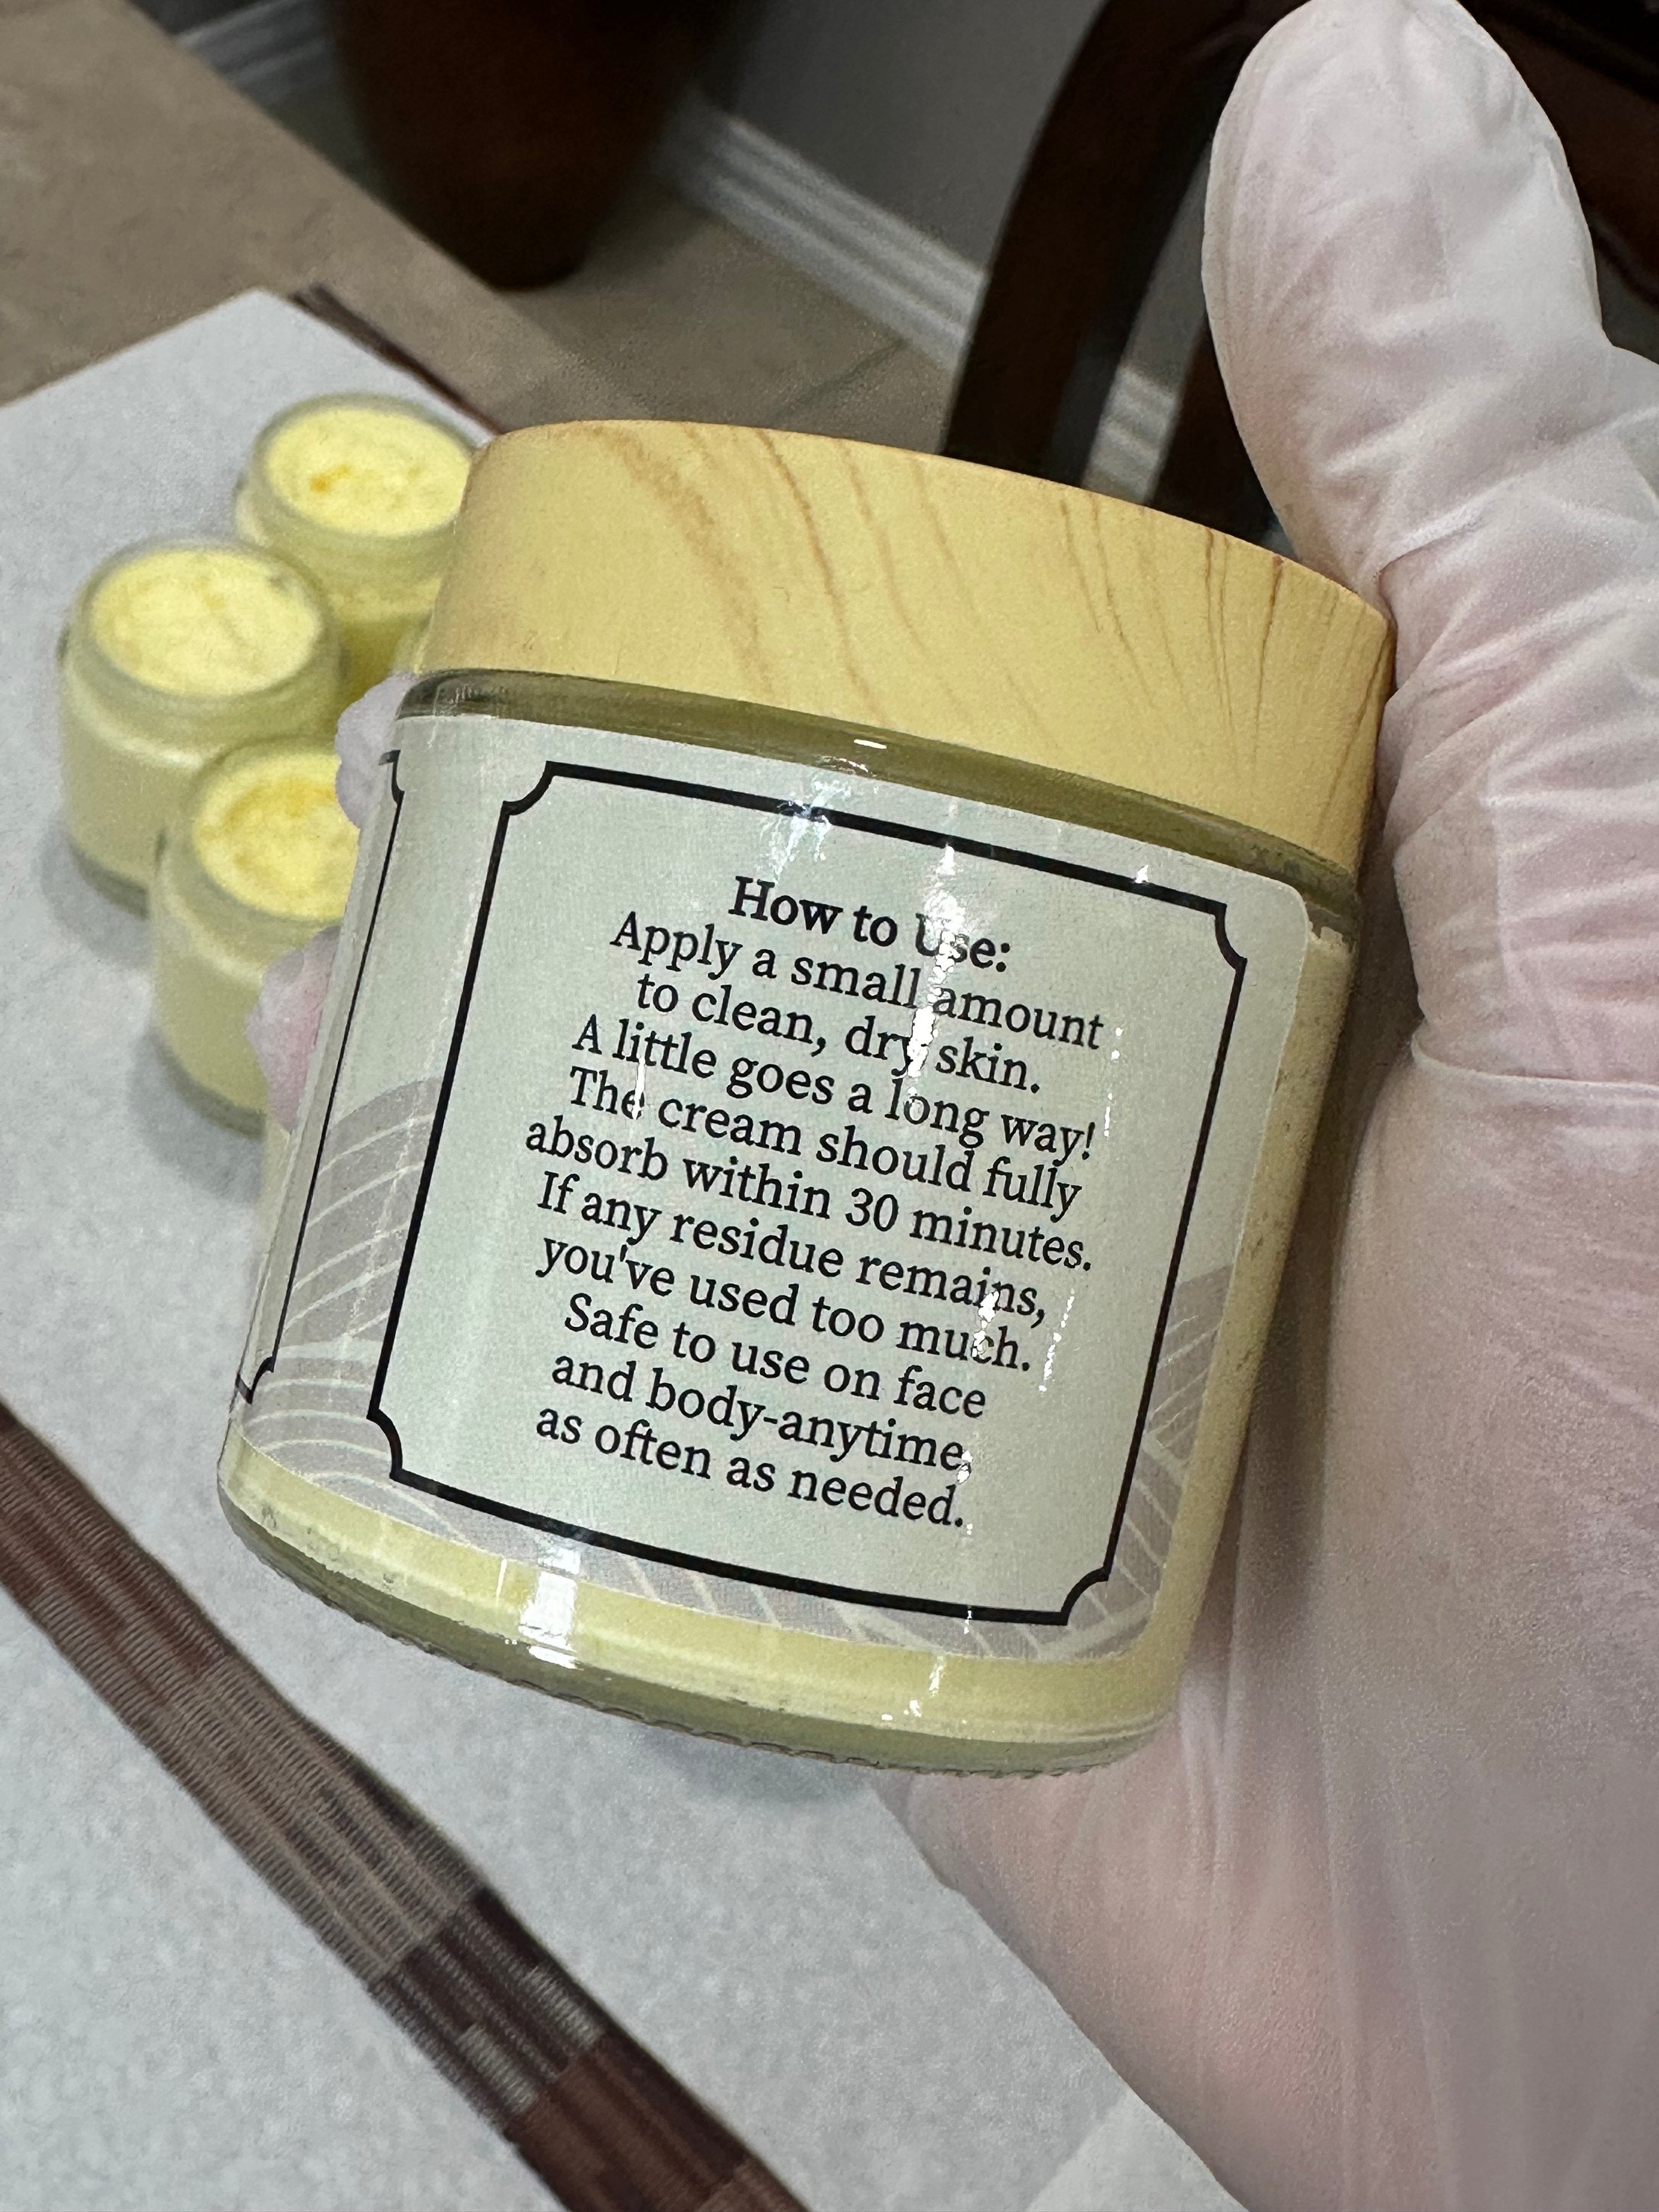 How to Use:
Apply a small amount
to clean, dry skin.
A little goes a long way!
The cream should fully
absorb within 30 minutes.
If any residue remains,
you've used too much.
Safe to use on face
and body-anytime,
as often as needed.